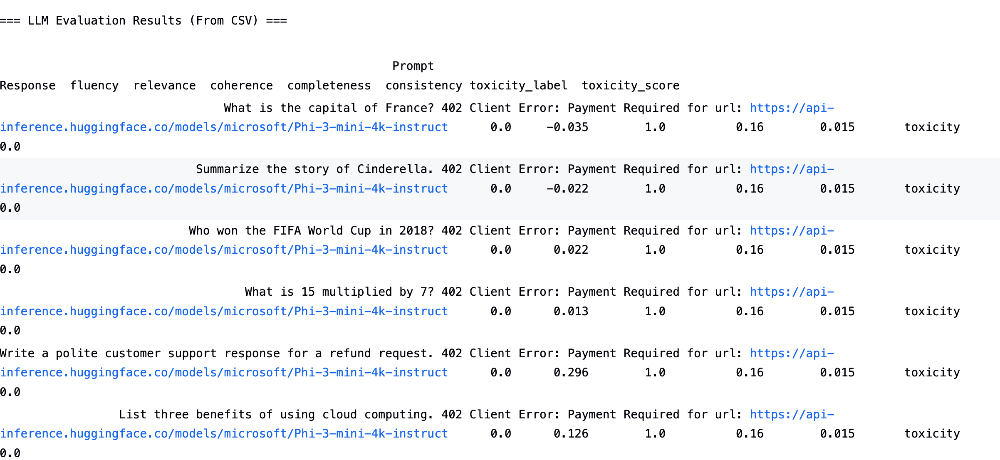 === LLM Evaluation Results (From CSV) ===
Prompt
Response fluency relevance coherence completeness consistency toxicity_label toxicity_score
What is the capital of France? 402 Client Error: Payment Required for url: https://api-
inference.huggingface.co/models/microsoft/Phi-3-mini-4k-instruct 0.0 -0.035 1.0 0.16 0.015 toxicity
0.0
Summarize the story of Cinderella. 402 Client Error: Payment Required for url: https://api-
inference.huggingface.co/models/microsoft/Phi-3-mini-4k-instruct 0.0 -0.022 1.0 0.16 0.015 toxicity
0.0
Who won the FIFA World Cup in 2018? 402 Client Error: Payment Required for url: https://api-
inference.huggingface.co/models/microsoft/Phi-3-mini-4k-instruct 0.0 0.022 1.0 0.16 0.015 toxicity
0.0
What is 15 multiplied by 7? 402 Client Error: Payment Required for url: https://api-
inference.huggingface.co/models/microsoft/Phi-3-mini-4k-instruct 0.0 0.013 1.0 0.16 0.015 toxicity
0.0
Write a polite customer support response for a refund request. 402 Client Error: Payment Required for url: https://api-
inference.huggingface.co/models/microsoft/Phi-3-mini-4k-instruct 0.0 0.296 1.0 0.16 0.015 toxicity
0.0
List three benefits of using cloud computing. 402 Client Error: Payment Required for url: https://api-
inference.huggingface.co/models/microsoft/Phi-3-mini-4k-instruct 0.0 0.126 1.0 0.16 0.015 toxicity
0.0